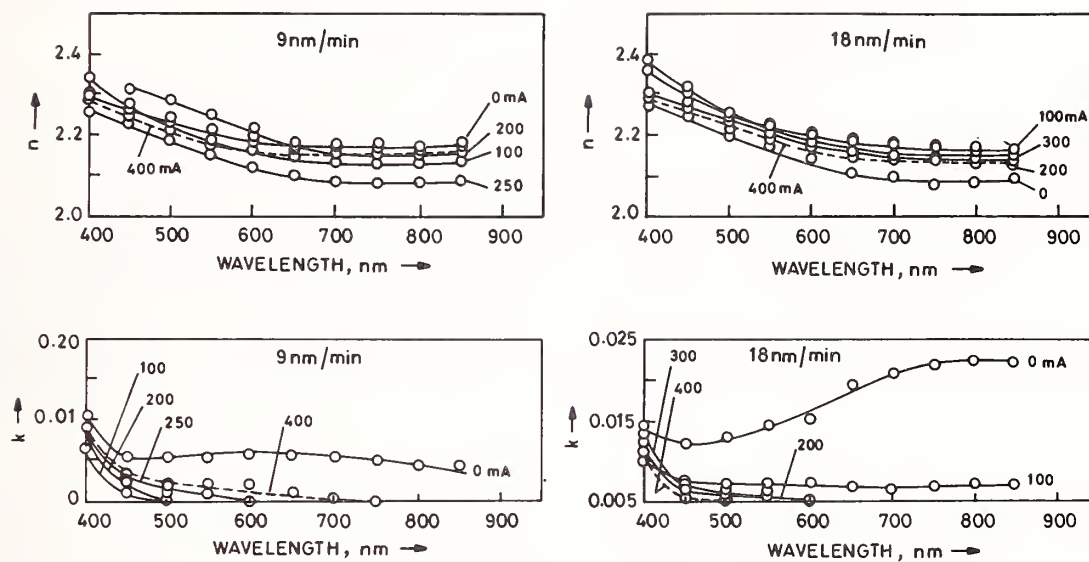 9nm/min
2.4
2.2
2.0
n →
0 mA
200
100
250
400 mA
400 500 600 700 800 900
WAVELENGTH, nm →
18nm/min
2.4
2.2
2.0
n →
100mA
300
200
0
400mA
400 500 600 700 800 900
WAVELENGTH, nm →
9nm/min
0.20
0.01
0
k →
100
200
250
400
0 mA
400 500 600 700 800 900
WAVELENGTH, nm →
18nm/min
0.025
0.015
0.005
k →
300
400
200
0 mA
100
400 500 600 700 800 900
WAVELENGTH, nm →